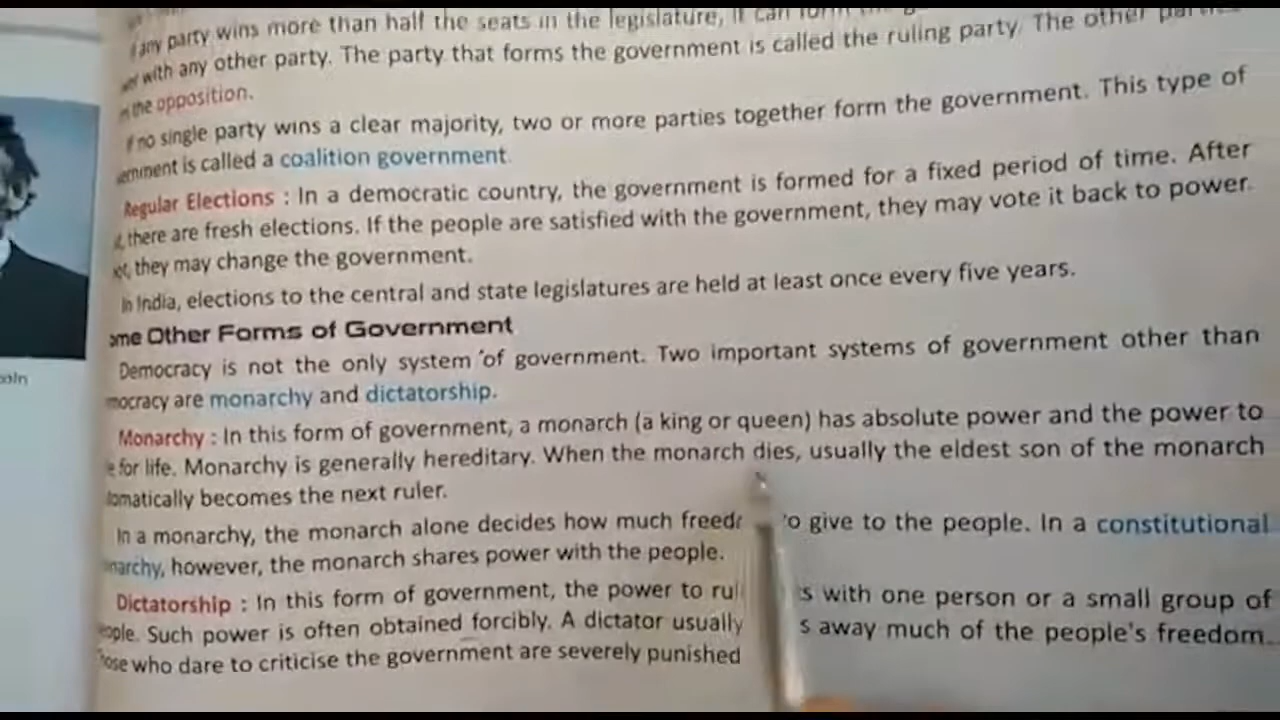 any party wins more than half the seats in the legislature, it can form the
with any other party. The party that forms the government is called the ruling party. The other
the opposition.
If no single party wins a clear majority, two or more parties together form the government. This type of
ernment is called a coalition government.
Regular Elections : In a democratic country, the government is formed for a fixed period of time. After
there are fresh elections. If the people are satisfied with the government, they may vote it back to power.
they may change the government.
In India, elections to the central and state legislatures are held at least once every five years.
ome Other Forms of Government
Democracy is not the only system of government. Two important systems of government other than
mocracy are monarchy and dictatorship.
Monarchy : In this form of government, a monarch (a king or queen) has absolute power and the power to
e for life. Monarchy is generally hereditary. When the monarch dies, usually the eldest son of the monarch
tomatically becomes the next ruler.
In a monarchy, the monarch alone decides how much freed to give to the people. In a constitutional
narchy, however, the monarch shares power with the people.
Dictatorship : In this form of government, the power to rul s with one person or a small group of
eople. Such power is often obtained forcibly. A dictator usually s away much of the people's freedom.
hose who dare to criticise the government are severely punished
coln